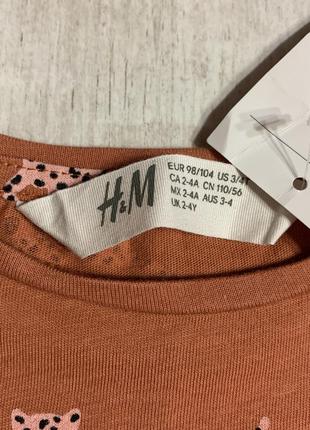 H&M
EUR 98/104 US 3/4Y
CA 2-4A CN 110/56
MX 2-4A AUS 3-4
UK 2-4Y